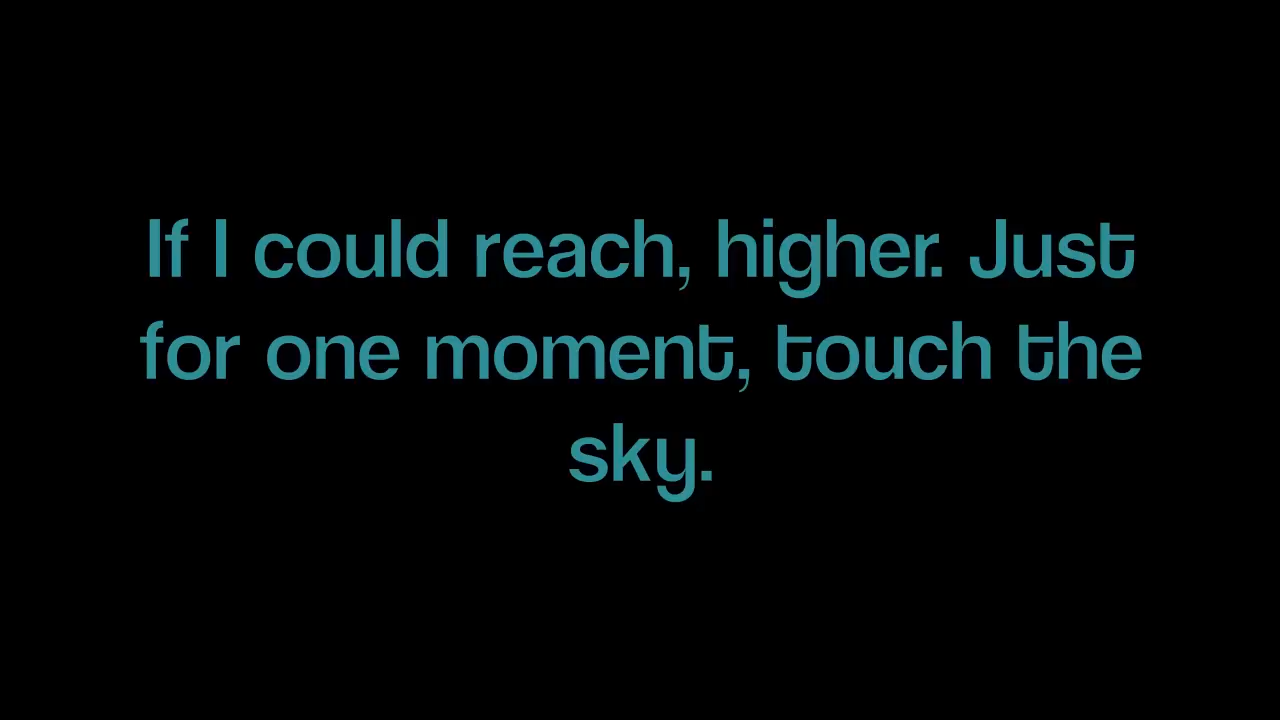 If I could reach, higher. Just
for one moment, touch the
sky.